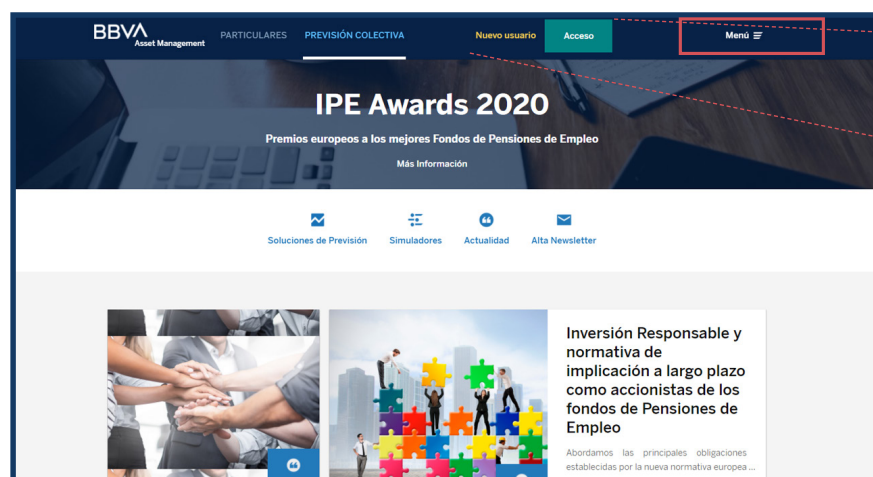 BBVA
Asset Management
PARTICULARES
PREVISIÓN COLECTIVA
Nuevo usuario
Acceso
Menú
IPE Awards 2020
Premios europeos a los mejores Fondos de Pensiones de Empleo
Más Información
Soluciones de Previsión
Simuladores
Actualidad
Alta Newsletter
Inversión Responsable y
normativa de
implicación a largo plazo
como accionistas de los
fondos de Pensiones de
Empleo
Abordamos las principales obligaciones
establecidas por la nueva normativa europea ...